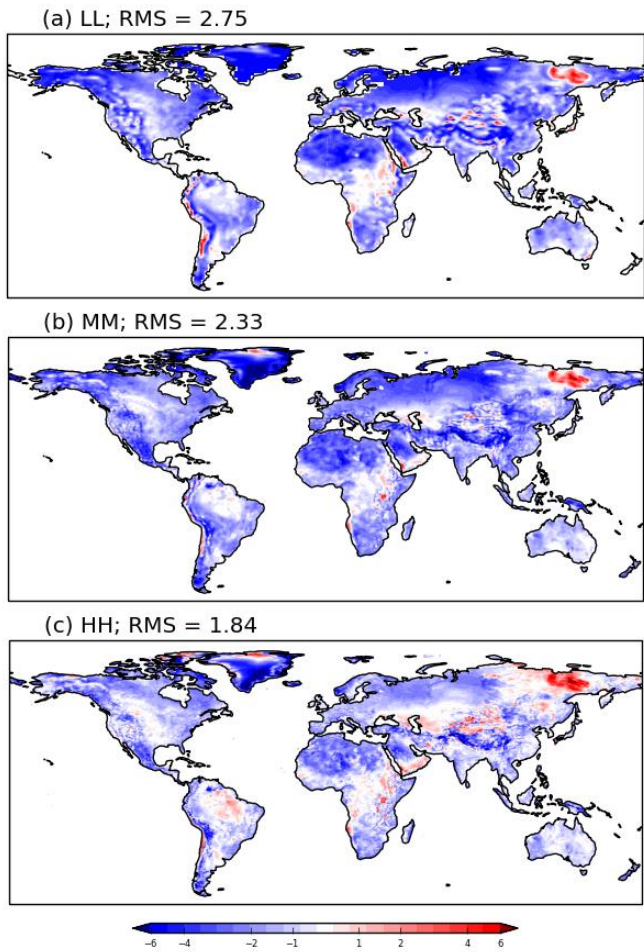 (a) LL; RMS = 2.75
(b) MM; RMS = 2.33
(c) HH; RMS = 1.84
−6 −4 −2 −1 1 2 4 6